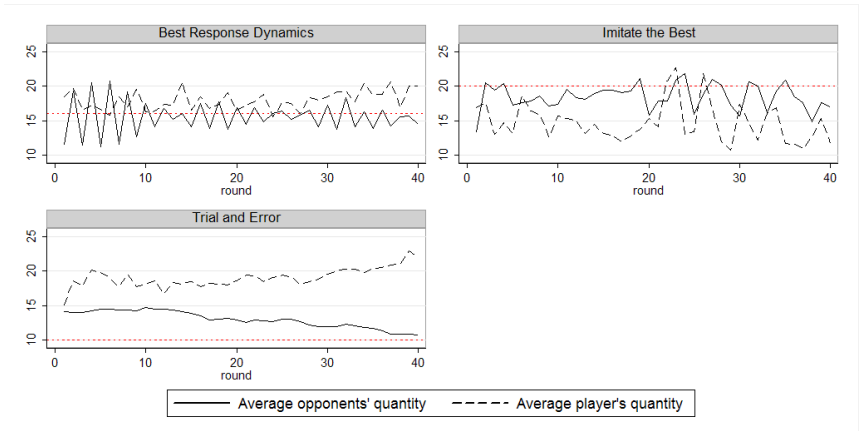 Best Response Dynamics
25
20
15
10
0 10 20 30 40
round
Imitate the Best
25
20
15
10
0 10 20 30 40
round
Trial and Error
25
20
15
10
0 10 20 30 40
round
Average opponents' quantity Average player's quantity